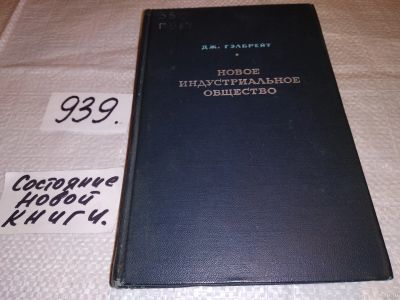 939.
Состояние
новой
книги.
ДЖ. ГЭЛБРЕЙТ
НОВОЕ
ИНДУСТРИАЛЬНОЕ
ОБЩЕСТВО